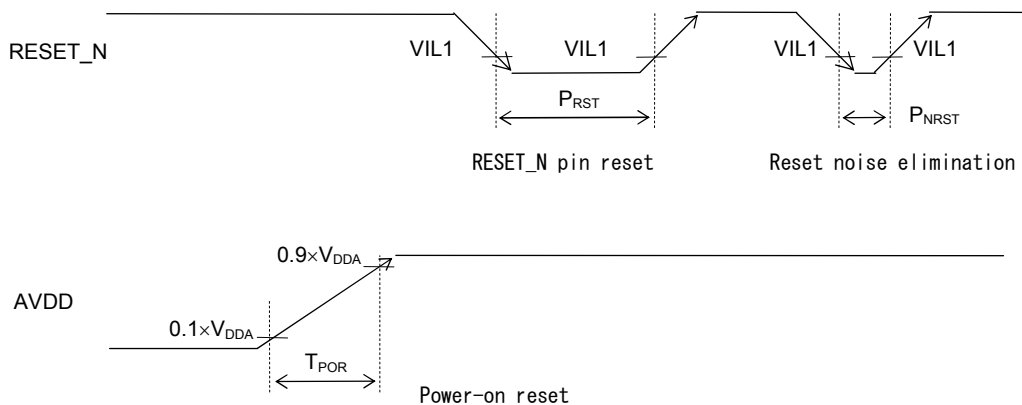 RESET_N
VIL1
VIL1
VIL1
VIL1
PRST
PNRST
RESET_N pin reset
Reset noise elimination
0.9×VDDA
AVDD
0.1×VDDA
TPOR
Power-on reset